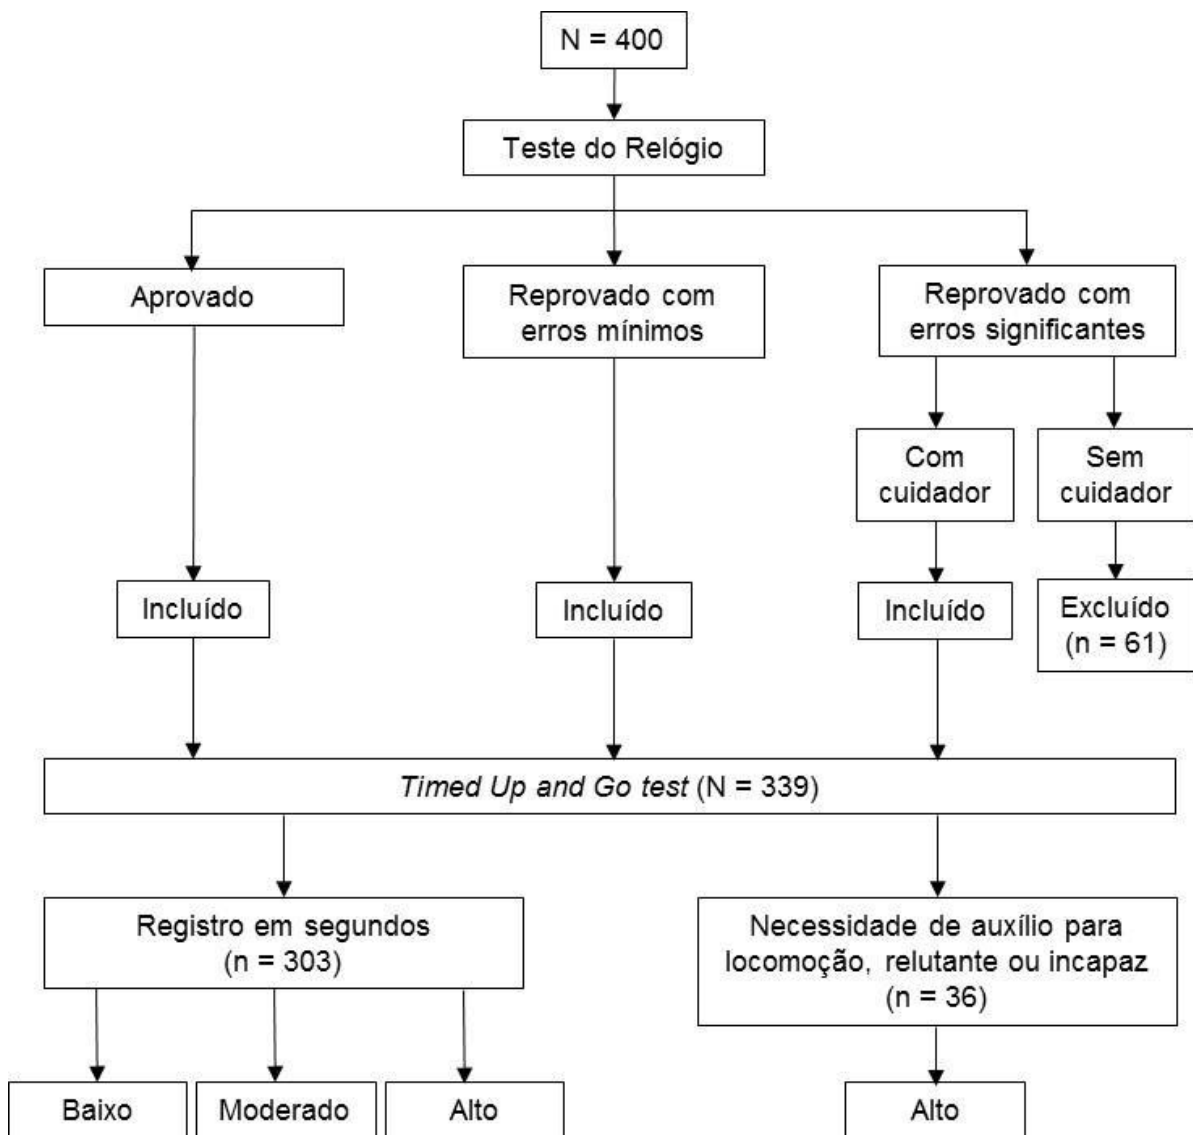 N = 400
Teste do Relógio
Aprovado
Reprovado com
erros mínimos
Reprovado com
erros significantes
Com
cuidador
Sem
cuidador
Incluído
Incluído
Incluído
Excluído
(n = 61)
Timed Up and Go test (N = 339)
Registro em segundos
(n = 303)
Necessidade de auxílio para
locomoção, relutante ou incapaz
(n = 36)
Baixo
Moderado
Alto
Alto